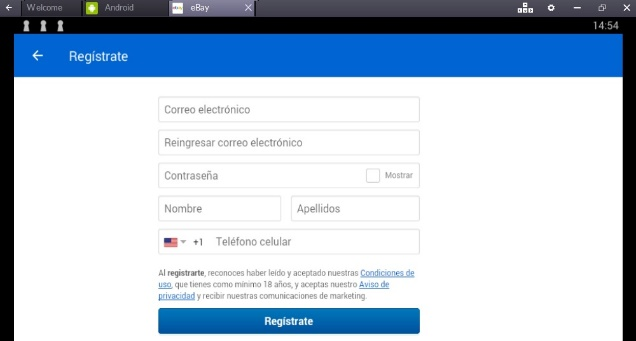 Welcome Android eBay
14:54
Regístrate
Correo electrónico
Reingresar correo electrónico
Contraseña Mostrar
Nombre Apellidos
+1 Teléfono celular
Al registrarte, reconoces haber leído y aceptado nuestras Condiciones de
uso, que tienes como mínimo 18 años, y aceptas nuestro Aviso de
privacidad y recibir nuestras comunicaciones de marketing.
Regístrate